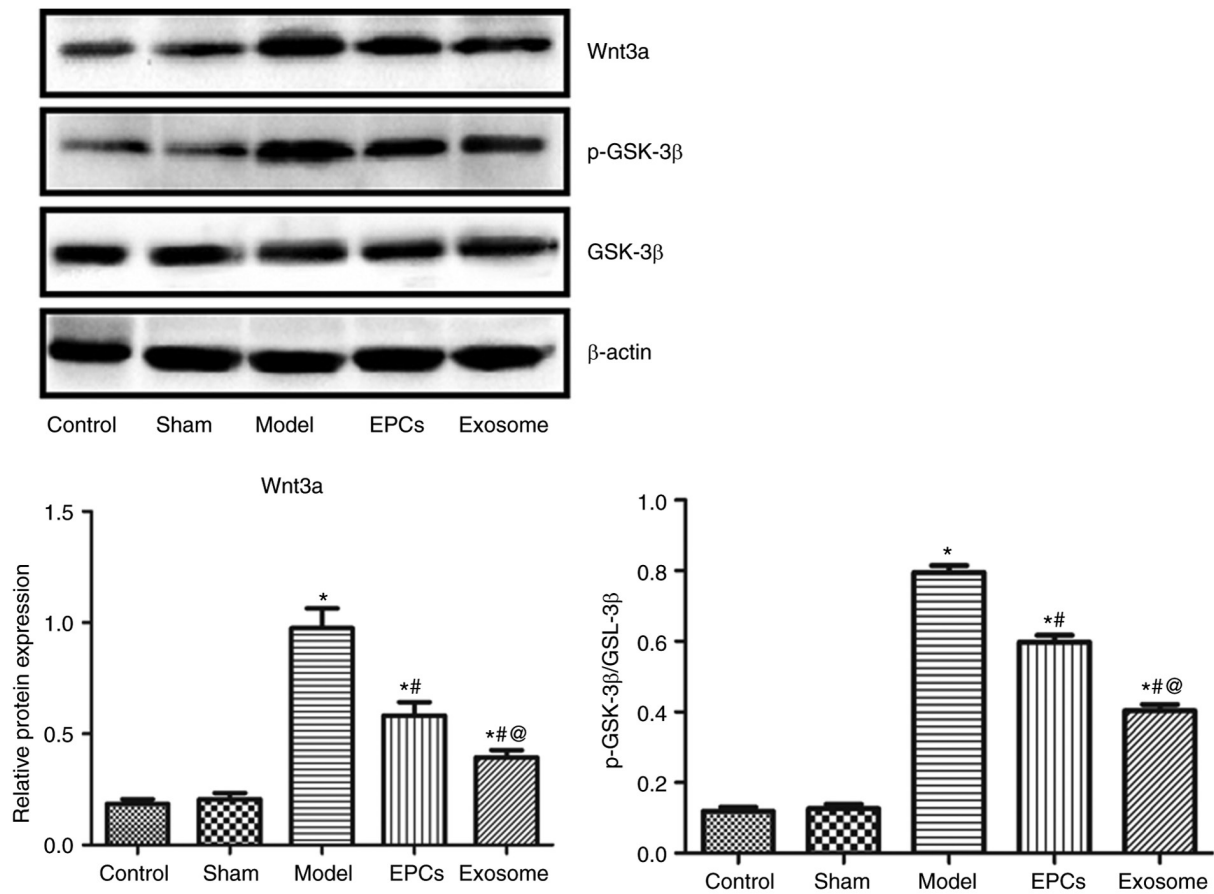 Wnt3a
p-GSK-3β
GSK-3β
β-actin
Control Sham Model EPCs Exosome
Wnt3a
Relative protein expression
1.5
1.0
0.5
0.0
*
*#
*#@
Control Sham Model EPCs Exosome
p-GSK-3β/GSL-3β
1.0
0.8
0.6
0.4
0.2
0.0
*
*#
*#@
Control Sham Model EPCs Exosome